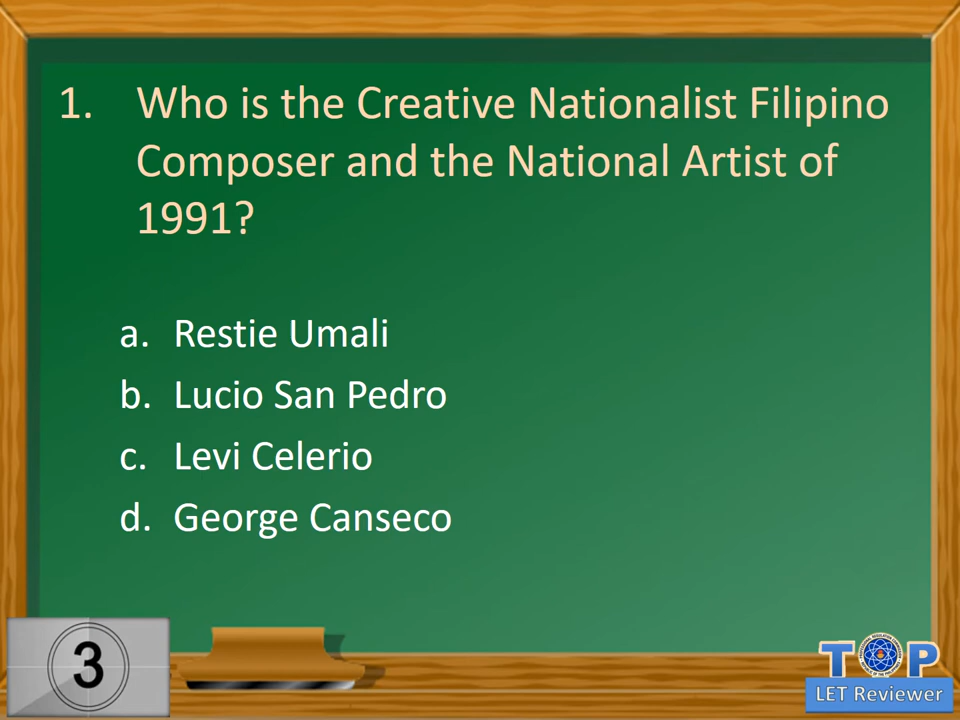 1. Who is the Creative Nationalist Filipino
Composer and the National Artist of
1991?
a. Restie Umali
b. Lucio San Pedro
c. Levi Celerio
d. George Canseco
3
TOP
LET Reviewer